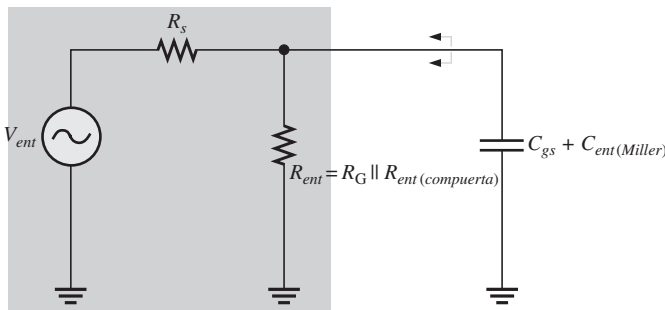 R_s
V_ent
C_gs + C_ent(Miller)
R_ent = R_G || R_ent(compuerta)